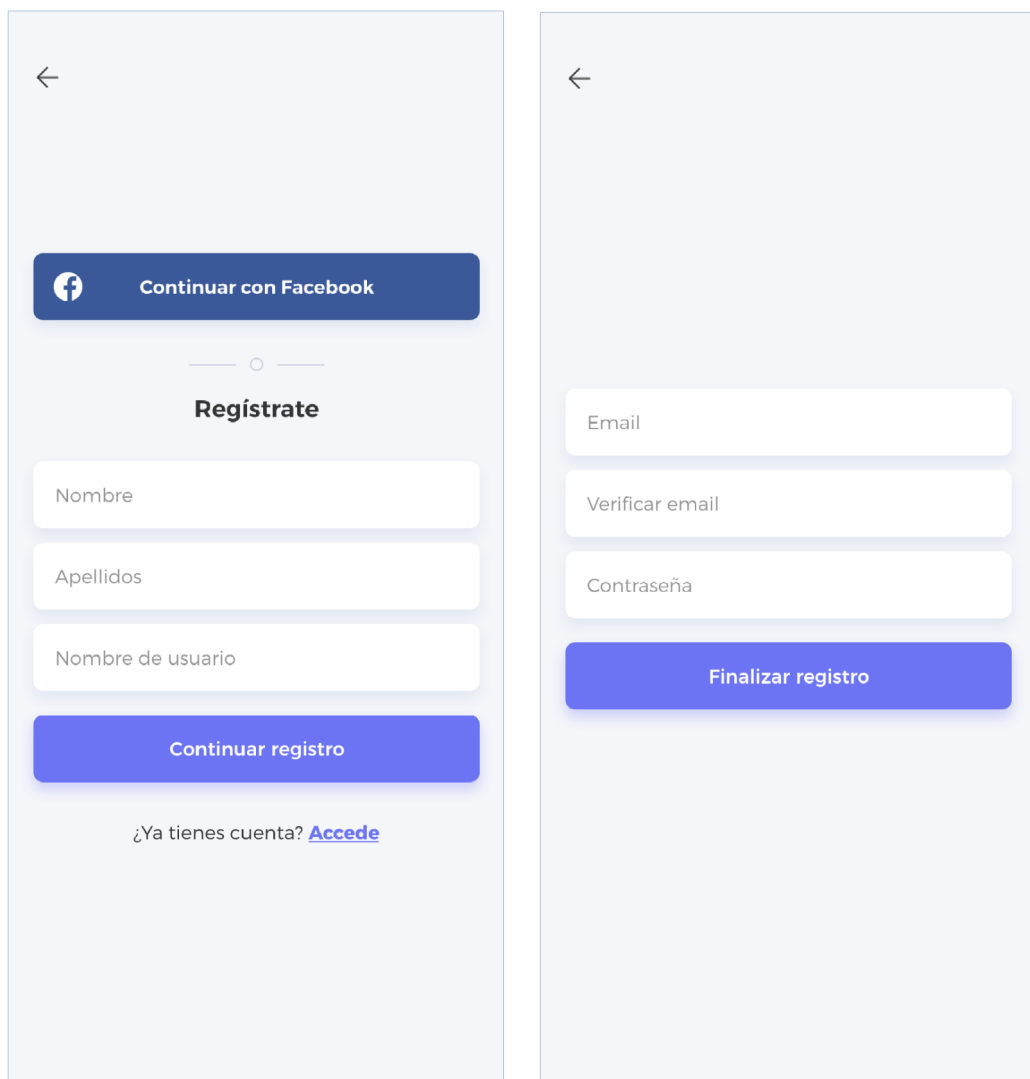 Continuar con Facebook
Regístrate
Nombre
Apellidos
Nombre de usuario
Continuar registro
¿Ya tienes cuenta? Accede
Email
Verificar email
Contraseña
Finalizar registro